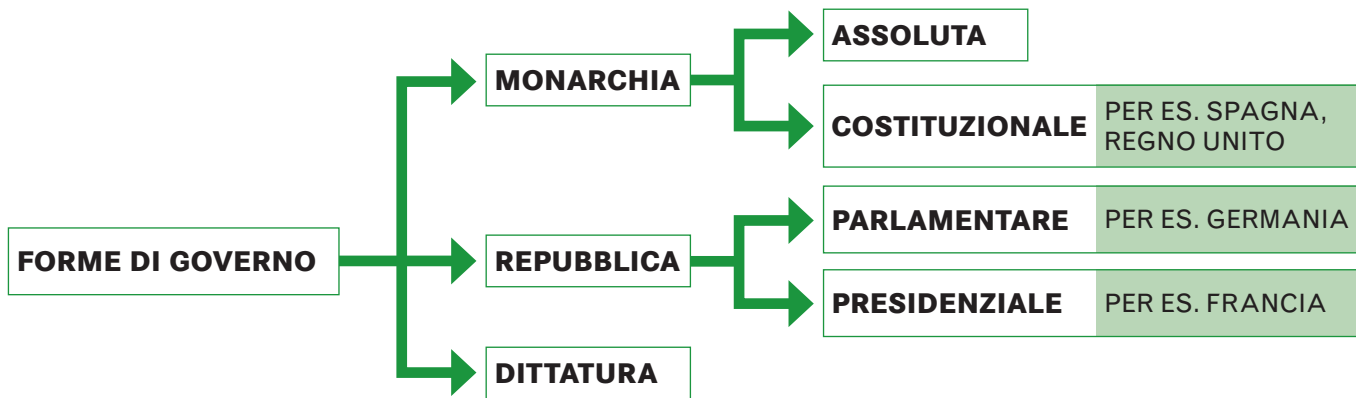 FORME DI GOVERNO
MONARCHIA
ASSOLUTA
COSTITUZIONALE
PER ES. SPAGNA,
REGNO UNITO
REPUBBLICA
PARLAMENTARE
PER ES. GERMANIA
PRESIDENZIALE
PER ES. FRANCIA
DITTATURA